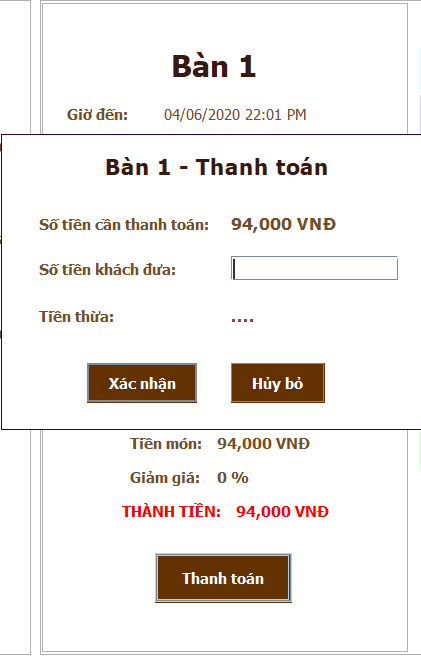 Bàn 1
Giờ đến: 04/06/2020 22:01 PM
Bàn 1 - Thanh toán
Số tiền cần thanh toán: 94,000 VNĐ
Số tiền khách đưa:
Tiền thừa: ....
Xác nhận Hủy bỏ
Tiền món: 94,000 VNĐ
Giảm giá: 0 %
THÀNH TIỀN: 94,000 VNĐ
Thanh toán